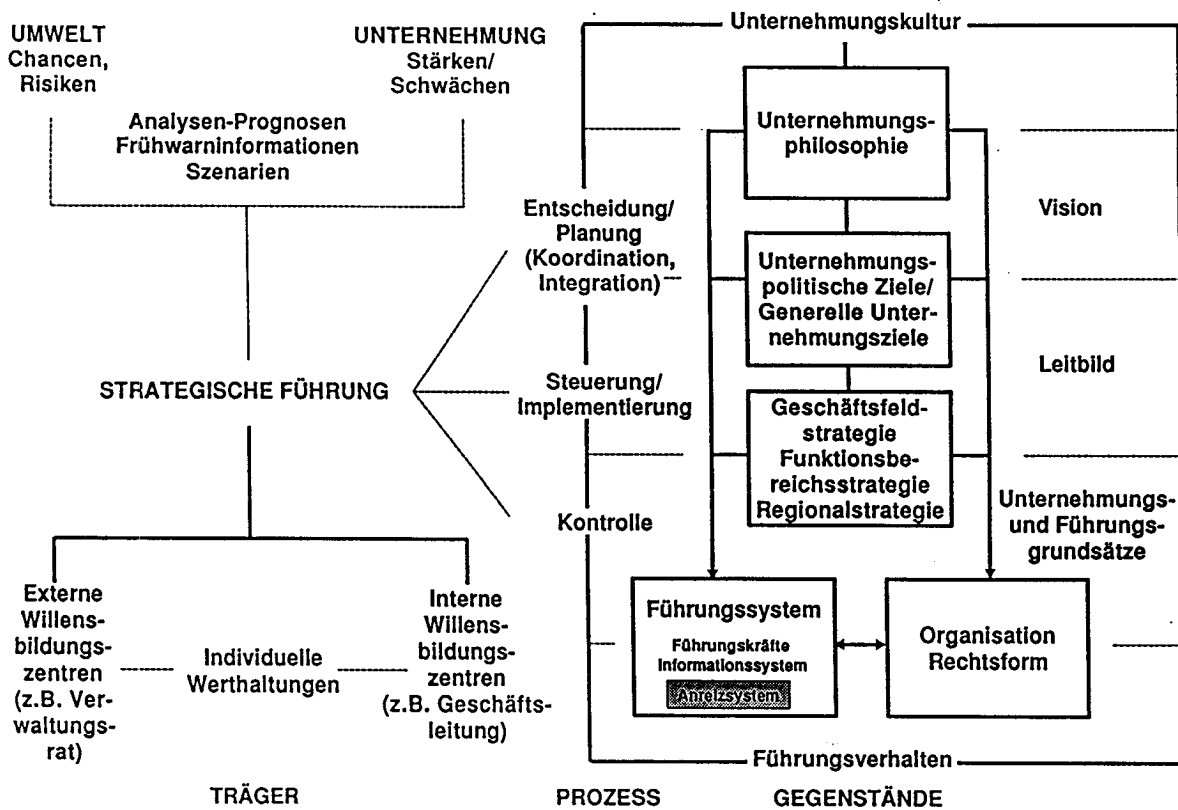 UMWELT
Chancen,
Risiken
UNTERNEHMUNG
Stärken/
Schwächen
Analysen-Prognosen
Frühwarninformationen
Szenarien
STRATEGISCHE FÜHRUNG
Externe
Willens-
bildungs-
zentren
(z.B. Ver-
waltungs-
rat)
Individuelle
Werthaltungen
Interne
Willens-
bildungs-
zentren
(z.B. Geschäfts-
leitung)
TRÄGER
Entscheidung/
Planung
(Koordination,
Integration)
Steuerung/
Implementierung
Kontrolle
PROZESS
Unternehmungskultur
Unternehmungs-
philosophie
Unternehmungs-
politische Ziele/
Generelle Unter-
nehmungsziele
Geschäftsfeld-
strategie
Funktionsbe-
reichsstrategie
Regionalstrategie
Führungssystem
Führungskräfte
Informationssystem
Anreizsystem
Organisation
Rechtsform
Vision
Leitbild
Unternehmungs-
und Führungs-
grundsätze
Führungsverhalten
GEGENSTÄNDE